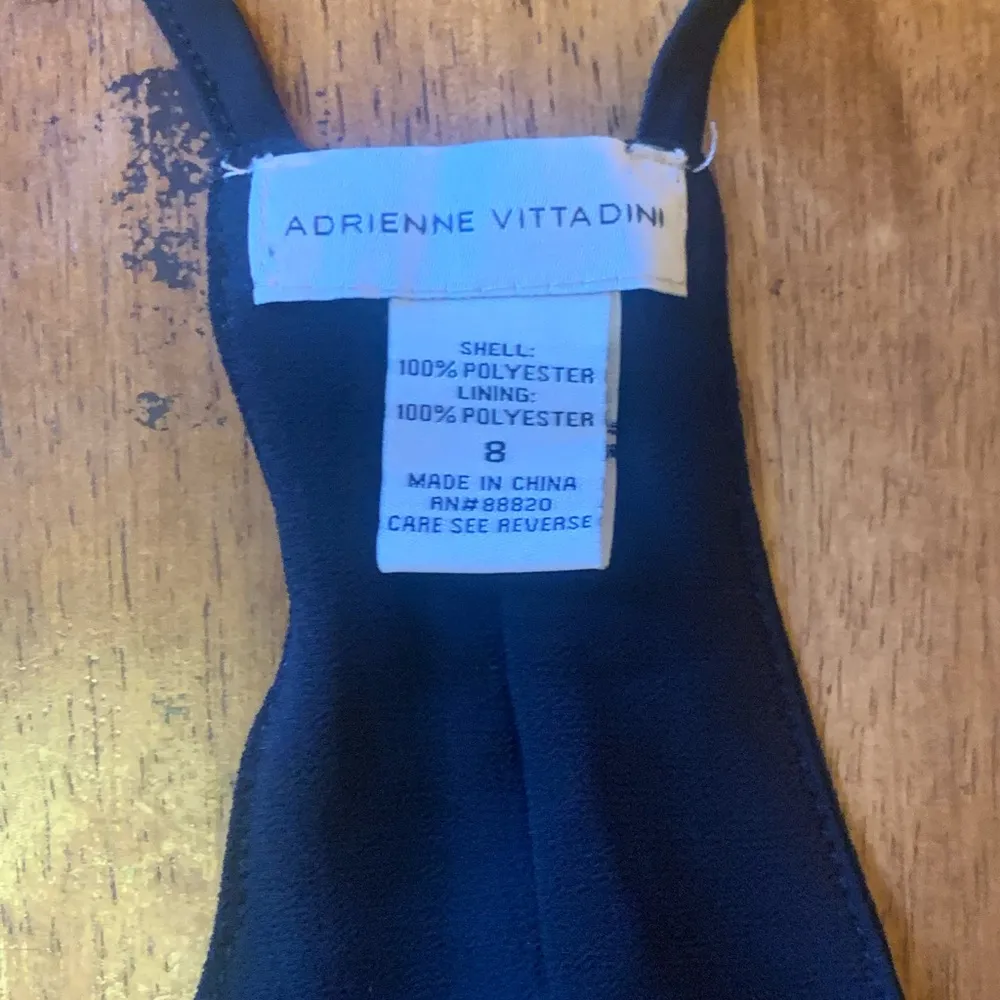 ADRIENNE VITTADINI
SHELL:
100% POLYESTER
LINING:
100% POLYESTER
8
MADE IN CHINA
RN#88820
CARE SEE REVERSE